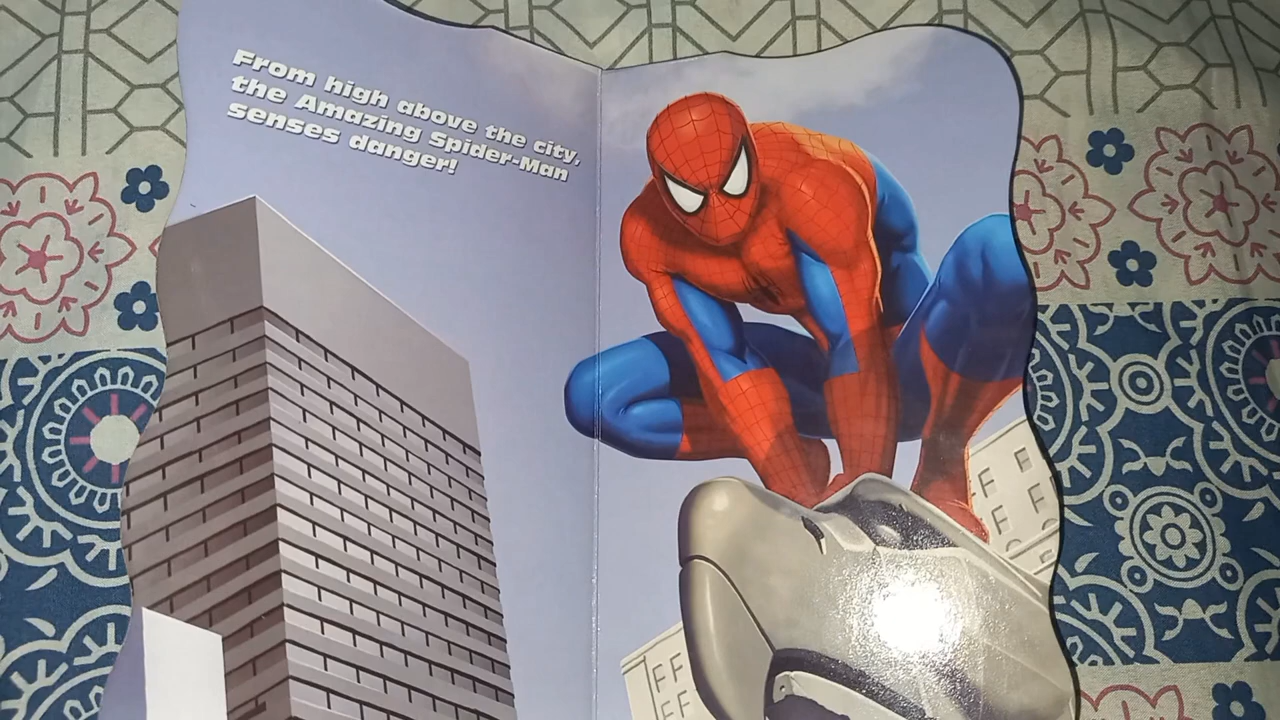 From high above the city,
the Amazing Spider-Man
senses danger!